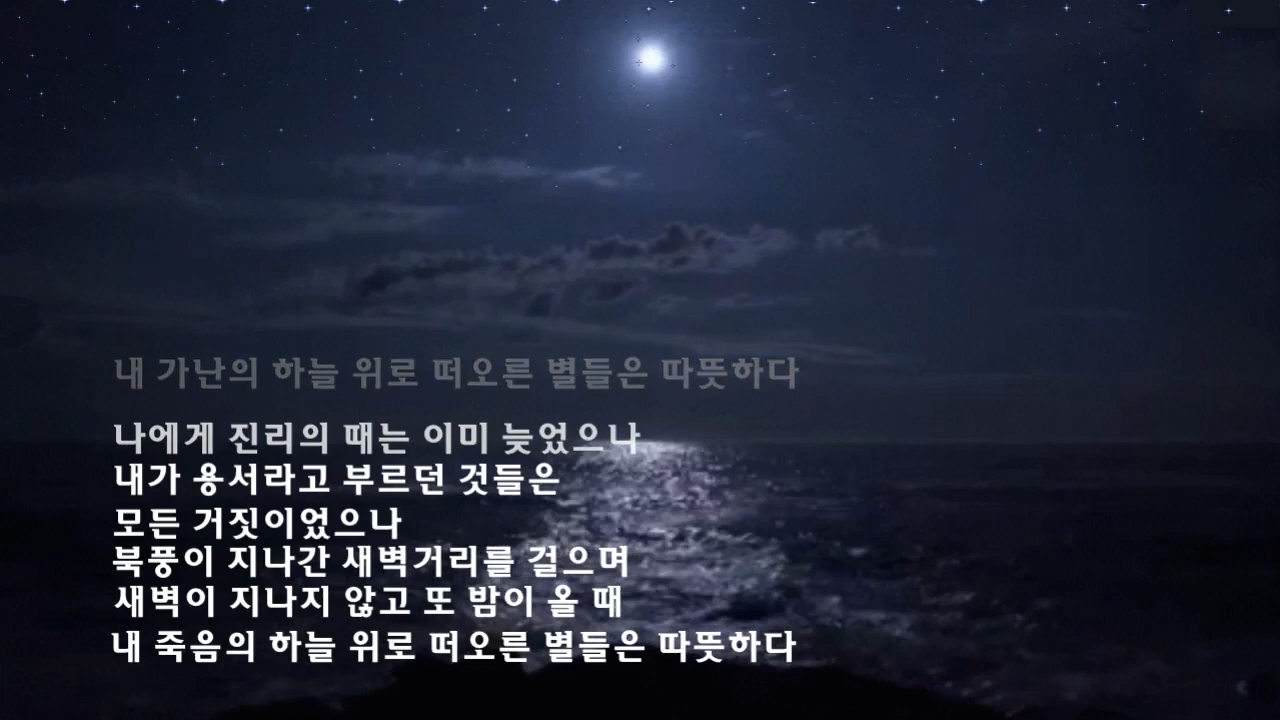 내 가난의 하늘 위로 떠오른 별들은 따뜻하다
나에게 진리의 때는 이미 늦었으나
내가 용서라고 부르던 것들은
모든 거짓이었으나
북풍이 지나간 새벽거리를 걸으며
새벽이 지나지 않고 또 밤이 올 때
내 죽음의 하늘 위로 떠오른 별들은 따뜻하다